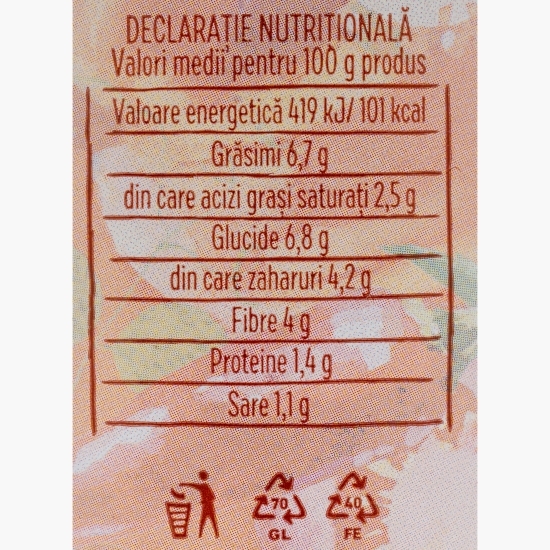 DECLARAȚIE NUTRIȚIONALĂ
Valori medii pentru 100 g produs
Valoare energetică 419 kJ/ 101 kcal
Grăsimi 6,7 g
din care acizi grași saturați 2,5 g
Glucide 6,8 g
din care zaharuri 4,2 g
Fibre 4 g
Proteine 1,4 g
Sare 1,1 g
70 40
GL FE